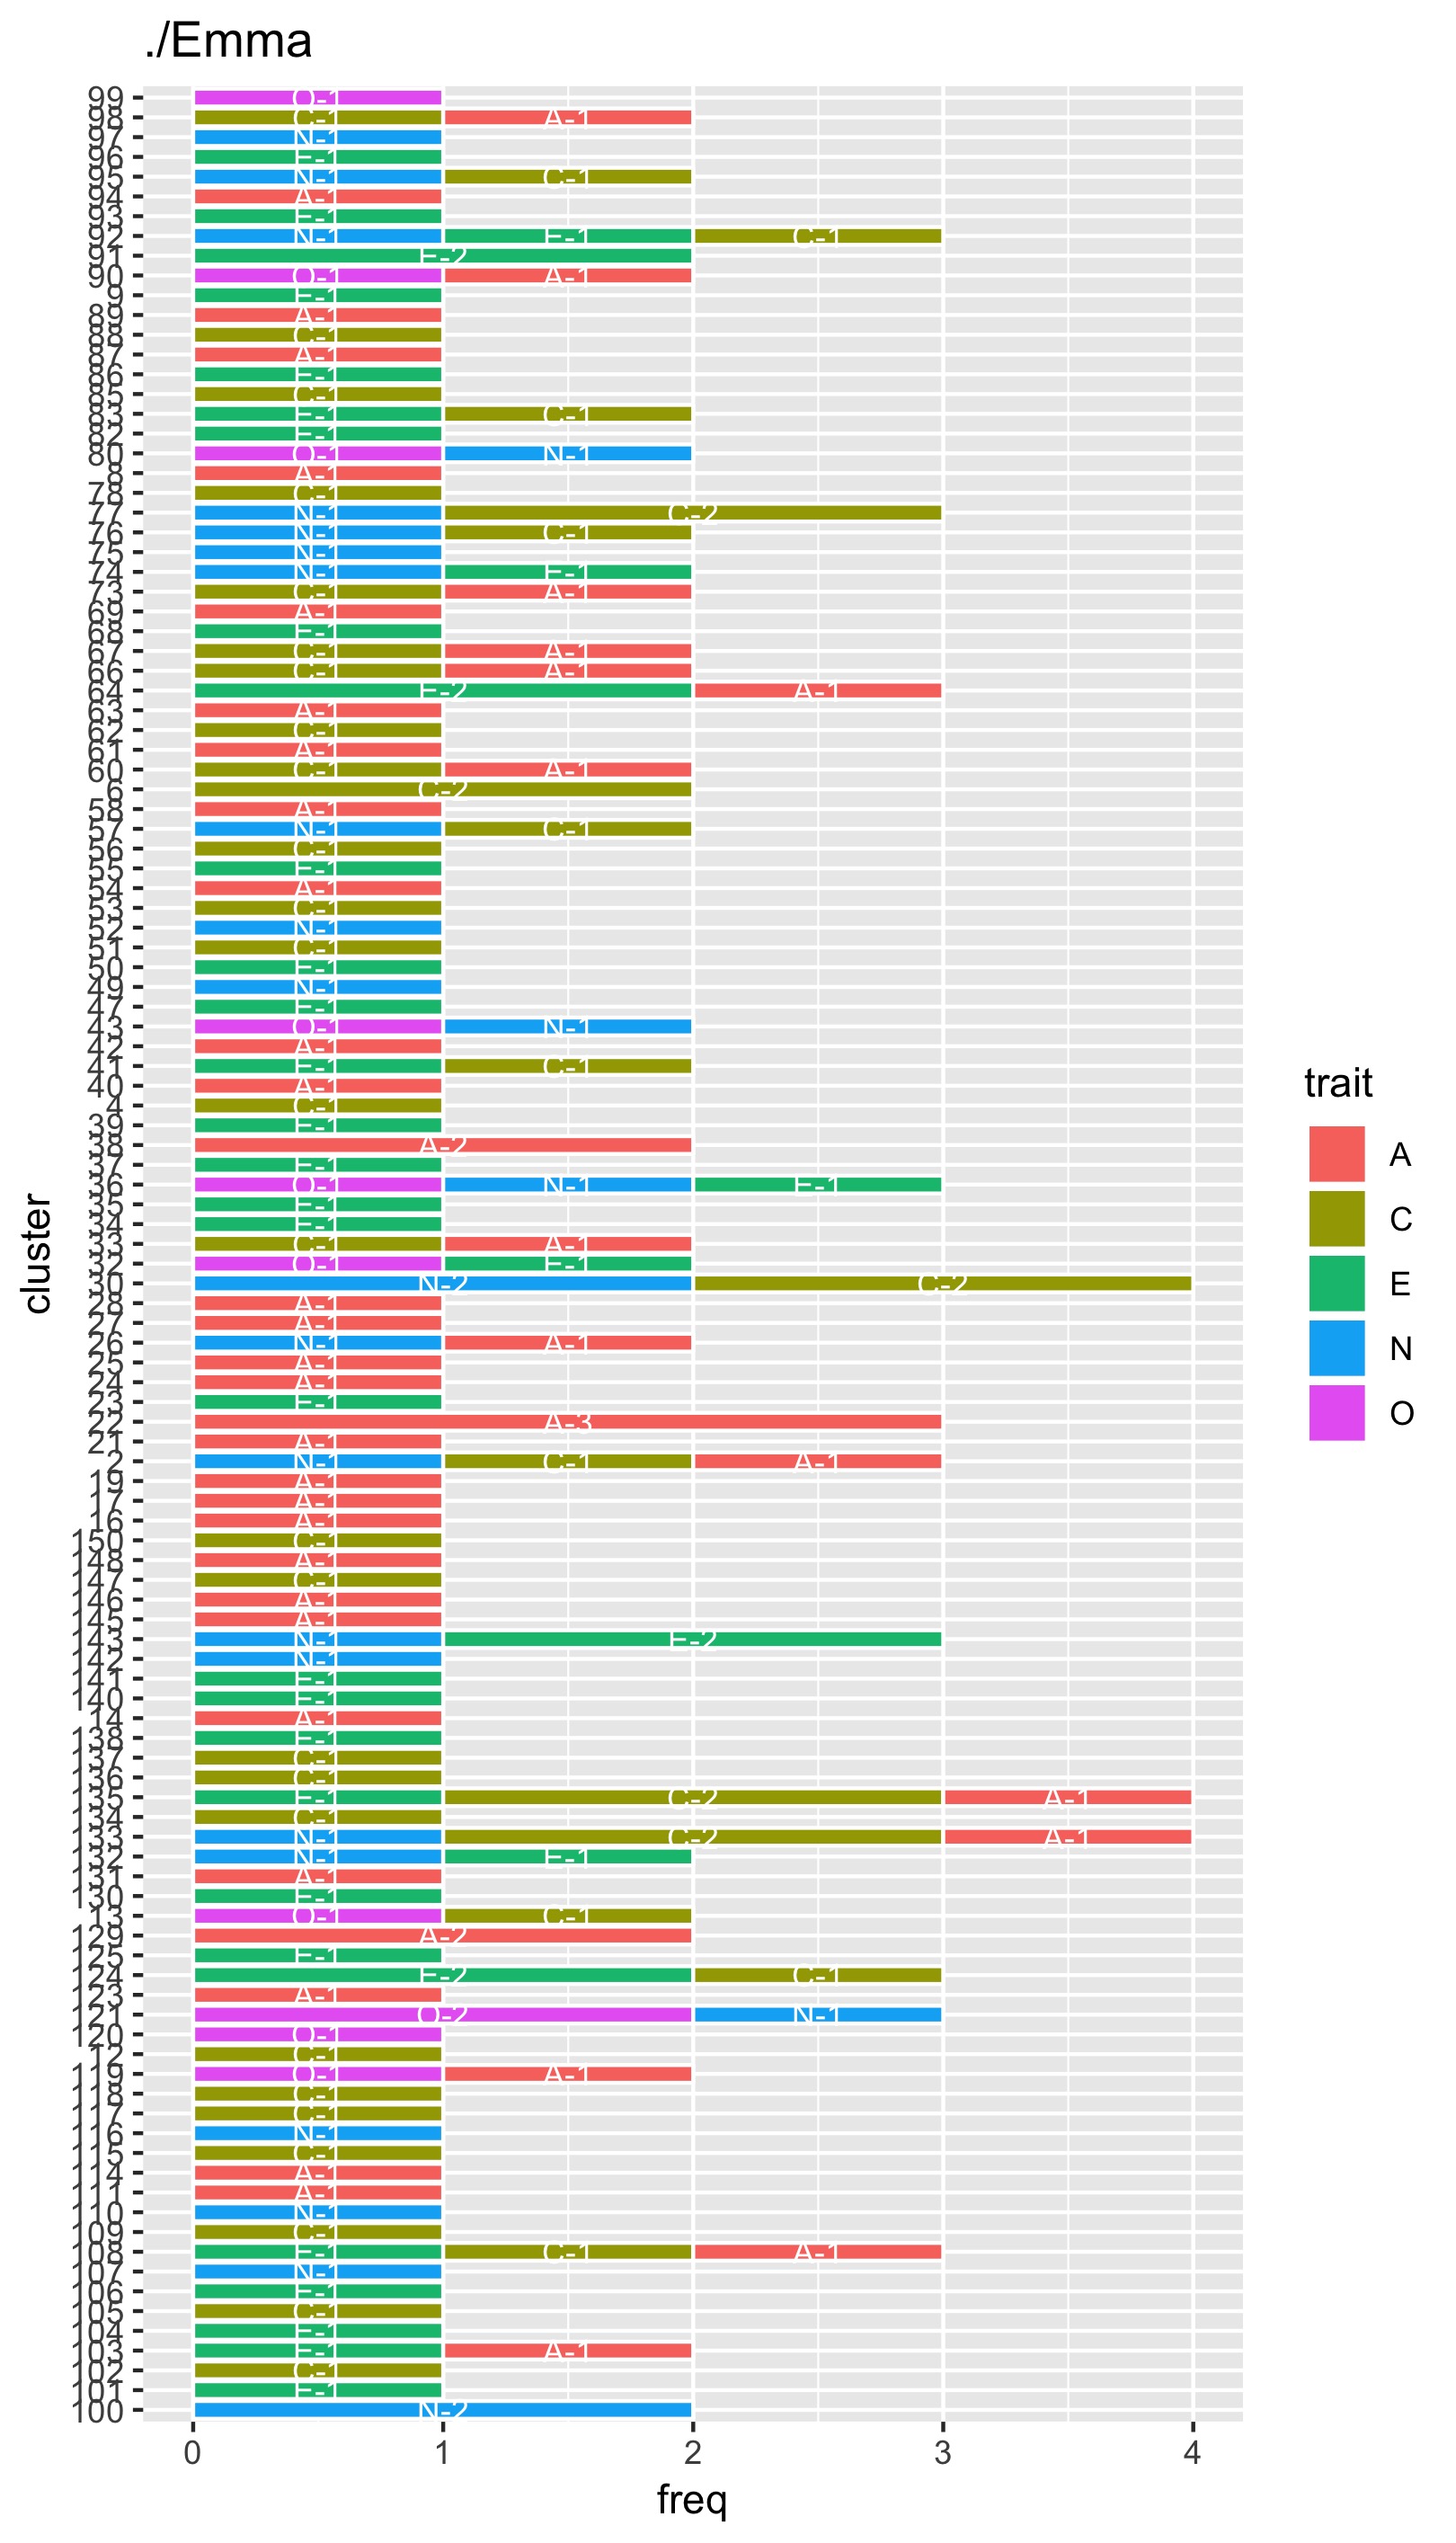 ./Emma
99 O-1
98 C-1 A-1
97 N-1
96 E-1
95 N-1 C-1
94 A-1
93 E-1
92 N-1 E-1 C-1
91 E-2
90 O-1 A-1
9 E-1
89 A-1
88 C-1
87 A-1
86 E-1
85 C-1
83 E-1 C-1
82 E-1
80 O-1 N-1
8 A-1
78 C-1
77 N-1 C-2
76 N-1 C-1
75 N-1
74 N-1 E-1
73 C-1 A-1
69 A-1
68 E-1
67 C-1 A-1
66 C-1 A-1
64 E-2 A-1
63 A-1
62 C-1
61 A-1
60 C-1 A-1
6 C-2
58 A-1
57 N-1 C-1
56 C-1
55 E-1
54 A-1
53 C-1
52 N-1
51 C-1
50 E-1
49 N-1
47 E-1
43 O-1 N-1
42 A-1
41 E-1 C-1
40 A-1
4 C-1
39 E-1
38 A-2
37 E-1
36 O-1 N-1 E-1
35 E-1
34 E-1
33 C-1 A-1
32 O-1 E-1
30 N-2 C-2
28 A-1
27 A-1
26 N-1 A-1
25 A-1
24 A-1
23 E-1
22 A-3
21 A-1
2 N-1 C-1 A-1
19 A-1
17 A-1
16 A-1
150 C-1
148 A-1
147 C-1
146 A-1
145 A-1
143 N-1 E-2
142 N-1
141 E-1
140 E-1
14 A-1
138 E-1
137 C-1
136 C-1
135 E-1 C-2 A-1
134 C-1
133 N-1 C-2 A-1
132 N-1 E-1
131 A-1
130 E-1
13 O-1 C-1
129 A-2
125 E-1
124 E-2 C-1
123 A-1
121 O-2 N-1
120 O-1
12 C-1
119 O-1 A-1
118 C-1
117 C-1
116 N-1
115 C-1
114 A-1
111 A-1
110 N-1
109 C-1
108 E-1 C-1 A-1
107 N-1
106 E-1
105 C-1
104 E-1
103 E-1 A-1
102 C-1
101 E-1
100 N-2
0 1 2 3 4
freq
cluster
trait
A
C
E
N
O